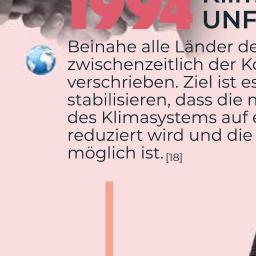 1994
UNF
Beinahe alle Länder de
zwischenzeitlich der Ko
verschrieben. Ziel ist es
stabilisieren, dass die m
des Klimasystems auf e
reduziert wird und die
möglich ist. [18]